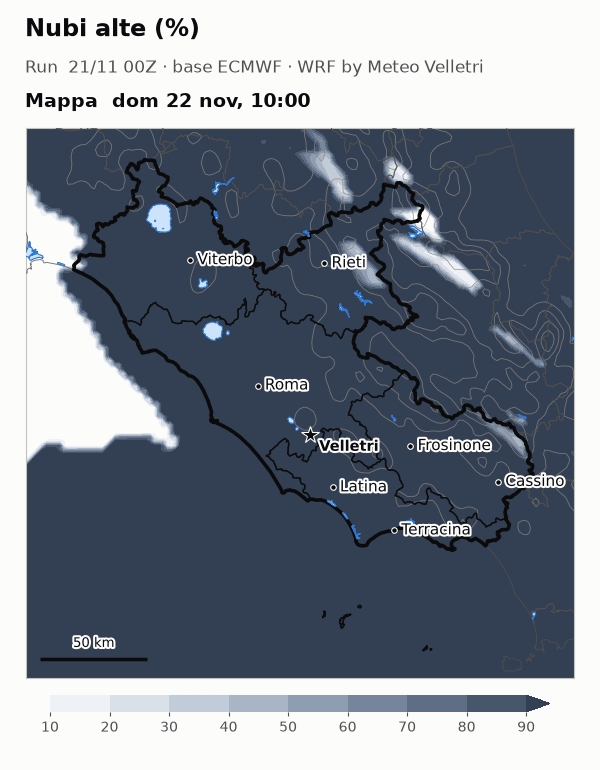 Nubi alte (%)
Run  21/11 00Z · base ECMWF · WRF by Meteo Velletri
Mappa  dom 22 nov, 10:00
Viterbo
Rieti
Roma
Velletri
Frosinone
Cassino
Latina
Terracina
50 km
10 20 30 40 50 60 70 80 90